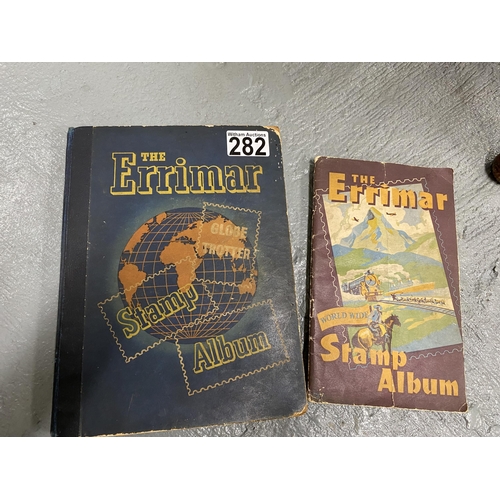 Witham Auctions
282
THE
Errimar
GLOBE
TROTTER
Stamp
Album
THE
Errimar
WORLD WIDE
Stamp
Album